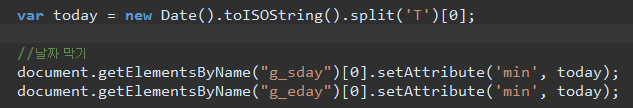 var today = new Date().toISOString().split('T')[0];
//날짜 막기
document.getElementsByName("g_sday")[0].setAttribute('min', today);
document.getElementsByName("g_eday")[0].setAttribute('min', today);